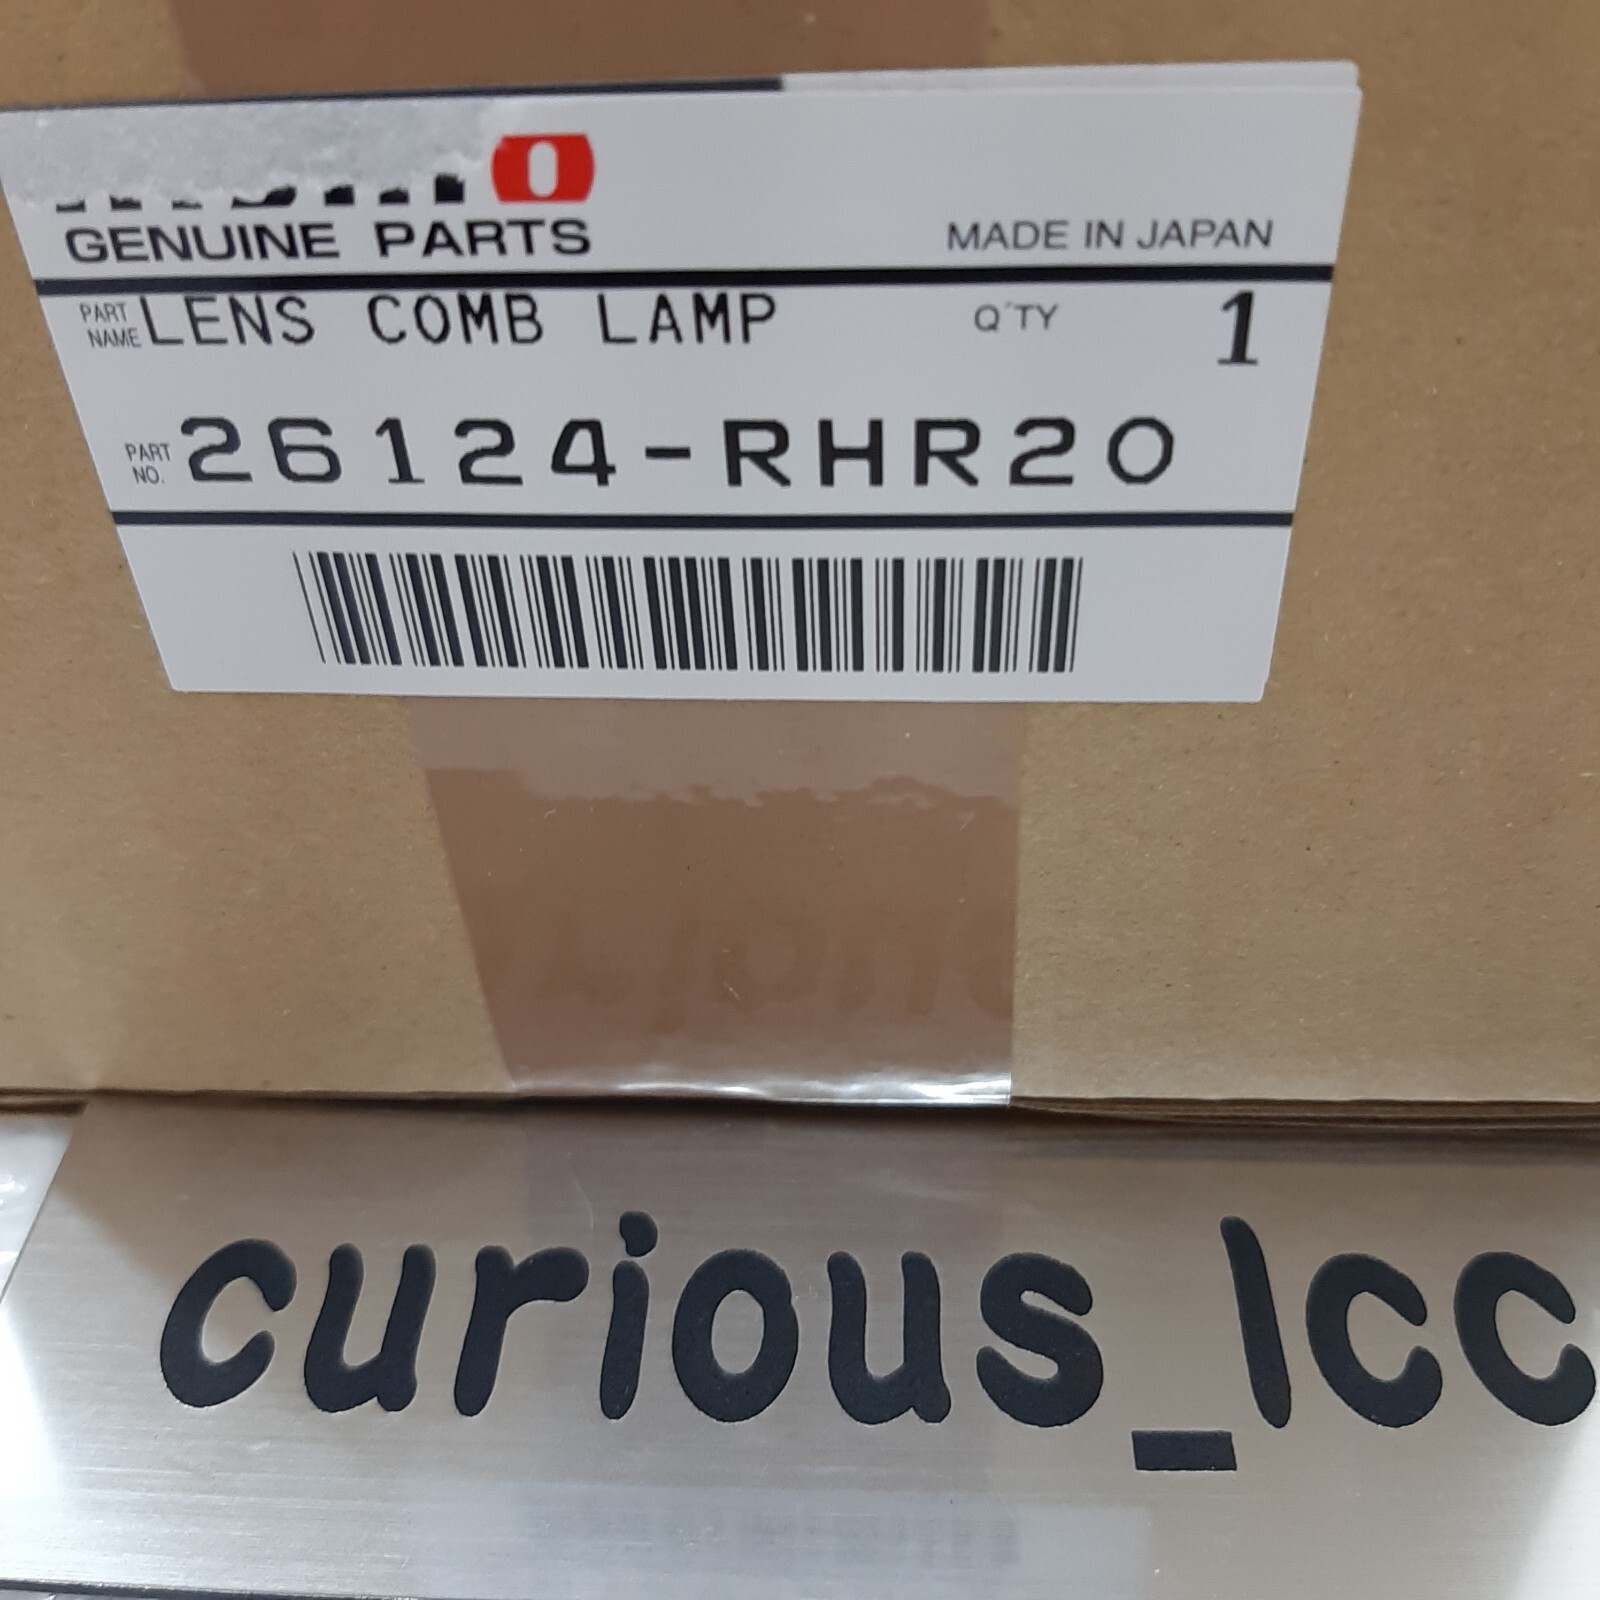 GENUINE PARTS
MADE IN JAPAN
PART NAME LENS COMB LAMP Q'TY 1
PART NO. 26124-RHR20
curious_lcc